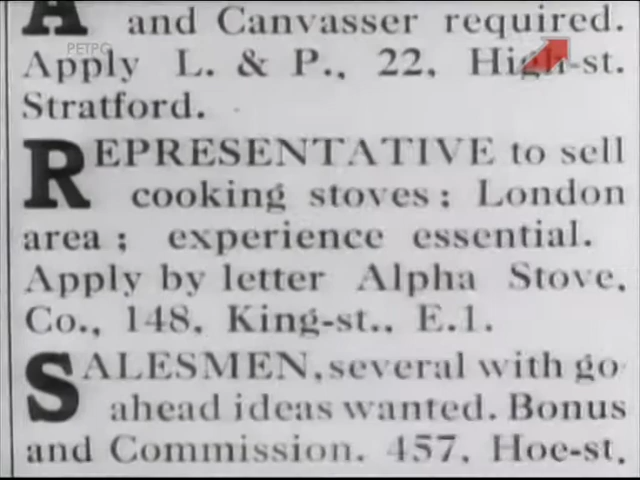 A and Canvasser required.
РЕТРО
Apply L. & P., 22, High-st.
Stratford.
REPRESENTATIVE to sell
cooking stoves; London
area; experience essential.
Apply by letter Alpha Stove,
Co., 148, King-st., E.1.
SALESMEN, several with go
ahead ideas wanted. Bonus
and Commission. 457, Hoe-st.